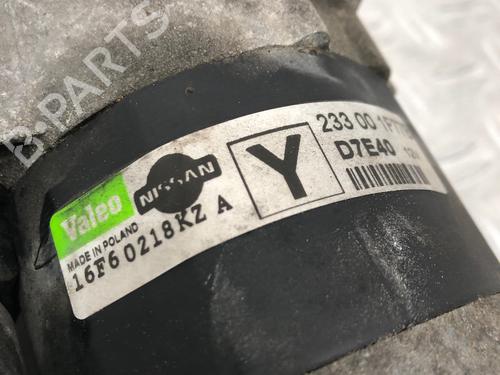 B-PARTS
Valeo
MADE IN POLAND
NISSAN
16F60218KZ A
Y
233 00
D7E40